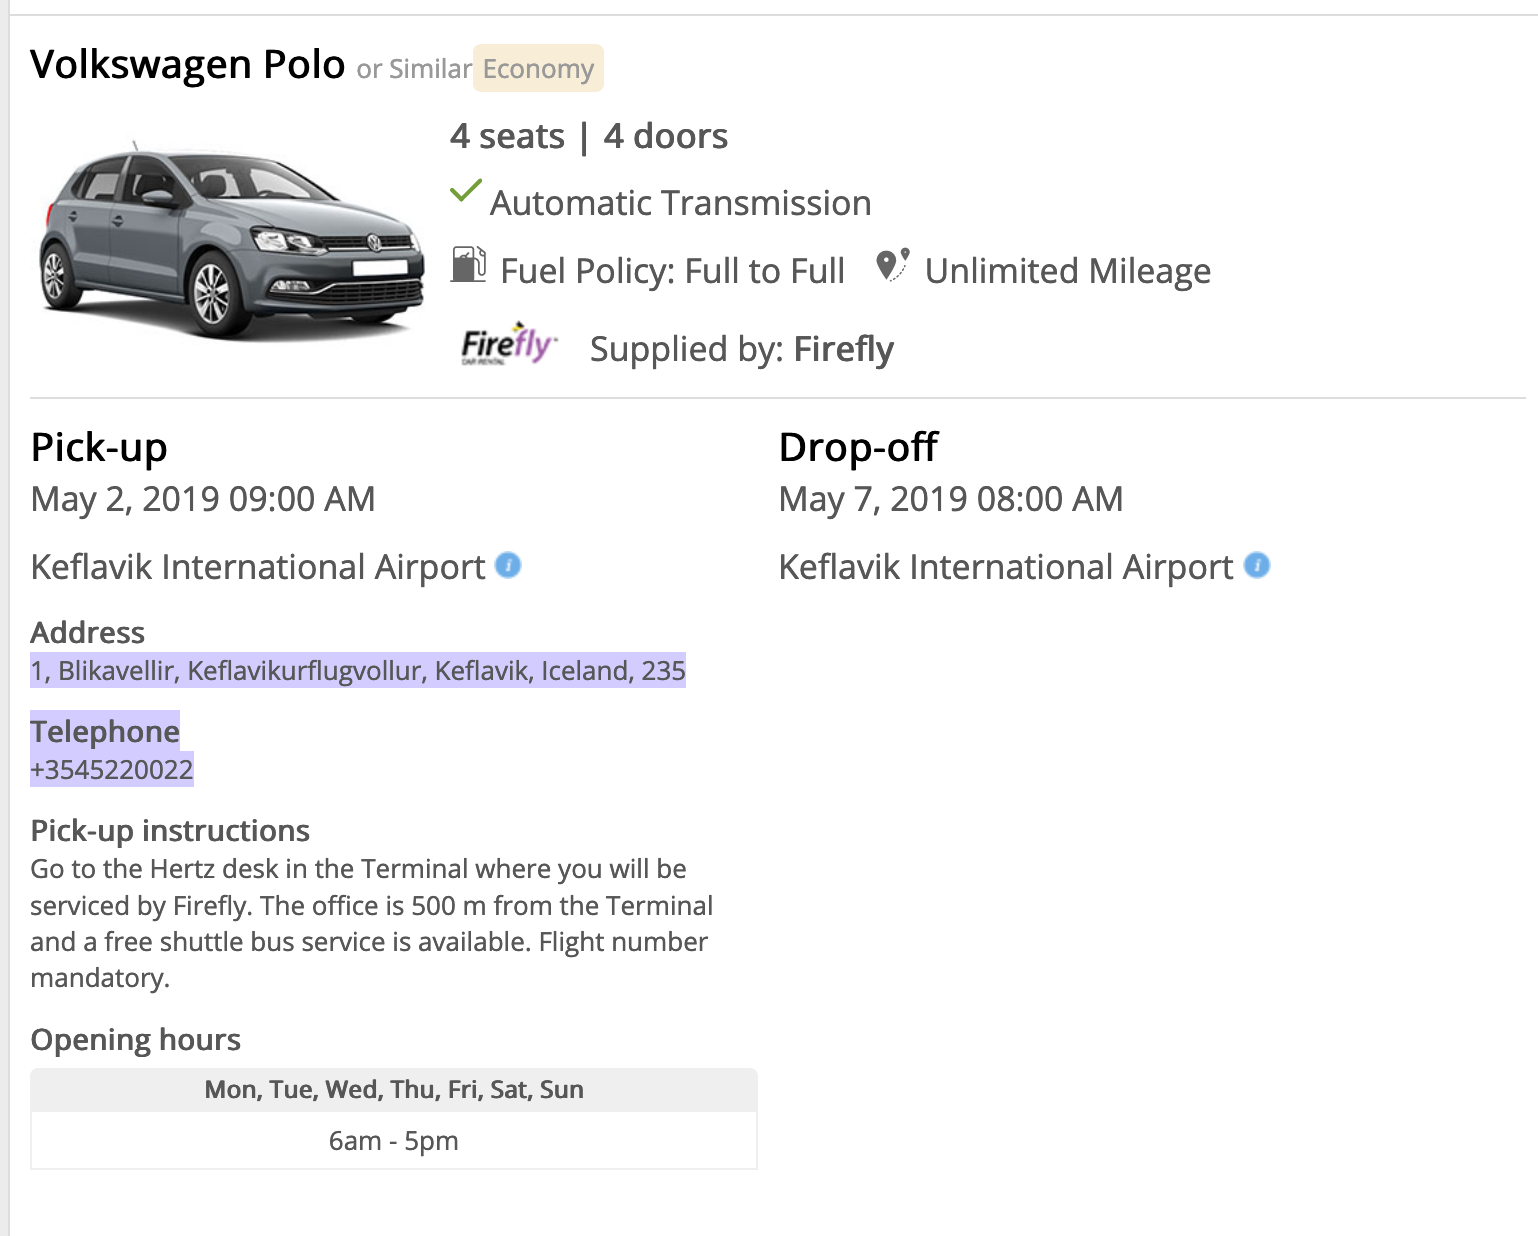 Volkswagen Polo or Similar Economy
4 seats | 4 doors
Automatic Transmission
Fuel Policy: Full to Full Unlimited Mileage
Firefly
CAR RENTAL
Supplied by: Firefly
Pick-up
May 2, 2019 09:00 AM
Keflavik International Airport i
Address
1, Blikavellir, Keflavikurflugvollur, Keflavik, Iceland, 235
Telephone
+3545220022
Pick-up instructions
Go to the Hertz desk in the Terminal where you will be
serviced by Firefly. The office is 500 m from the Terminal
and a free shuttle bus service is available. Flight number
mandatory.
Opening hours
Mon, Tue, Wed, Thu, Fri, Sat, Sun
6am - 5pm
Drop-off
May 7, 2019 08:00 AM
Keflavik International Airport i